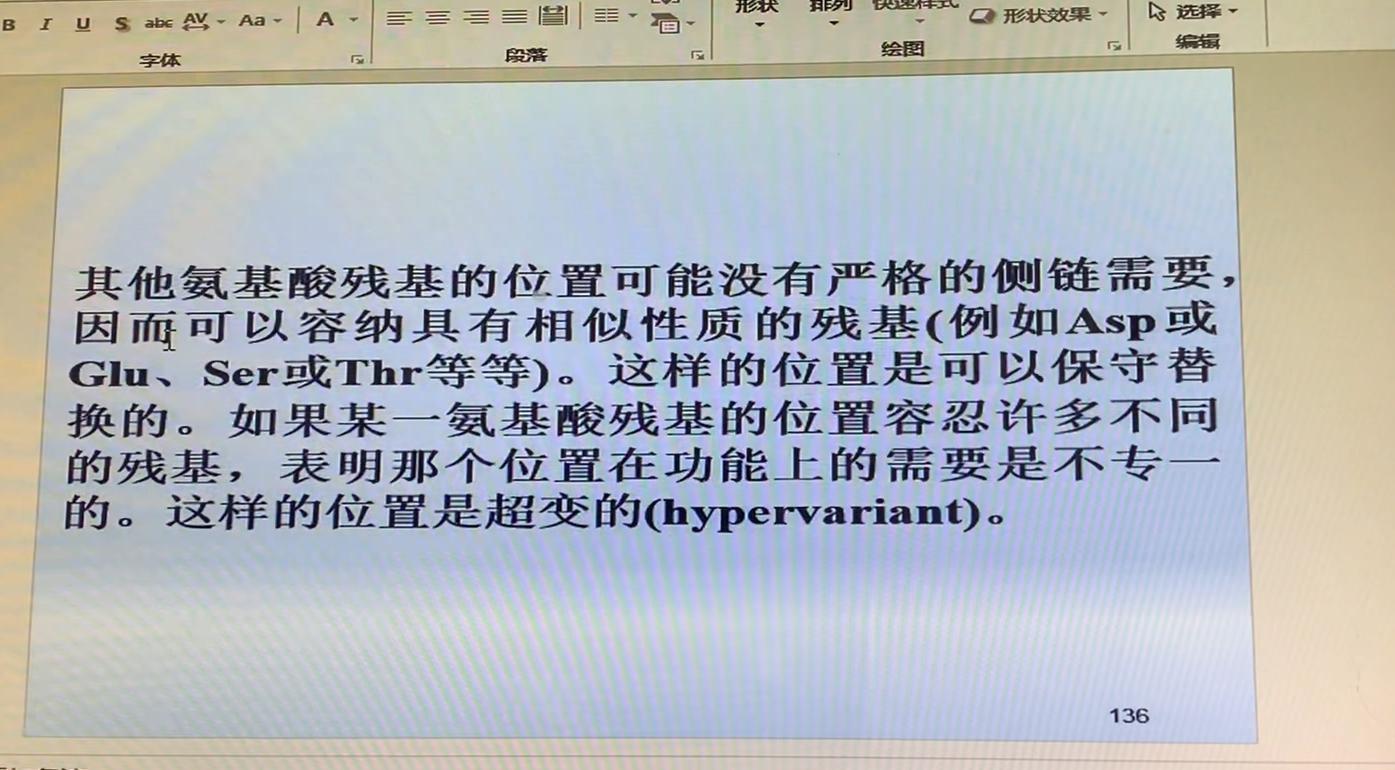 B I U S abc AV Aa A
形状 排列 快速样式 形状效果 选择
字体 段落 绘图 编辑
其他氨基酸残基的位置可能没有严格的侧链需要，
因而可以容纳具有相似性质的残基(例如Asp或
Glu、Ser或Thr等等)。这样的位置是可以保守替
换的。如果某一氨基酸残基的位置容忍许多不同
的残基，表明那个位置在功能上的需要是不专一
的。这样的位置是超变的(hypervariant)。
136